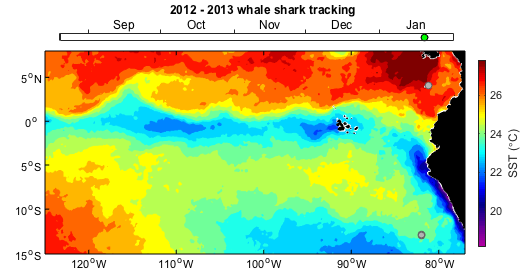 2012 - 2013 whale shark tracking
Sep Oct Nov Dec Jan
5°N
0°
5°S
10°S
15°S
120°W 110°W 100°W 90°W 80°W
26
24
22
20
SST (°C)